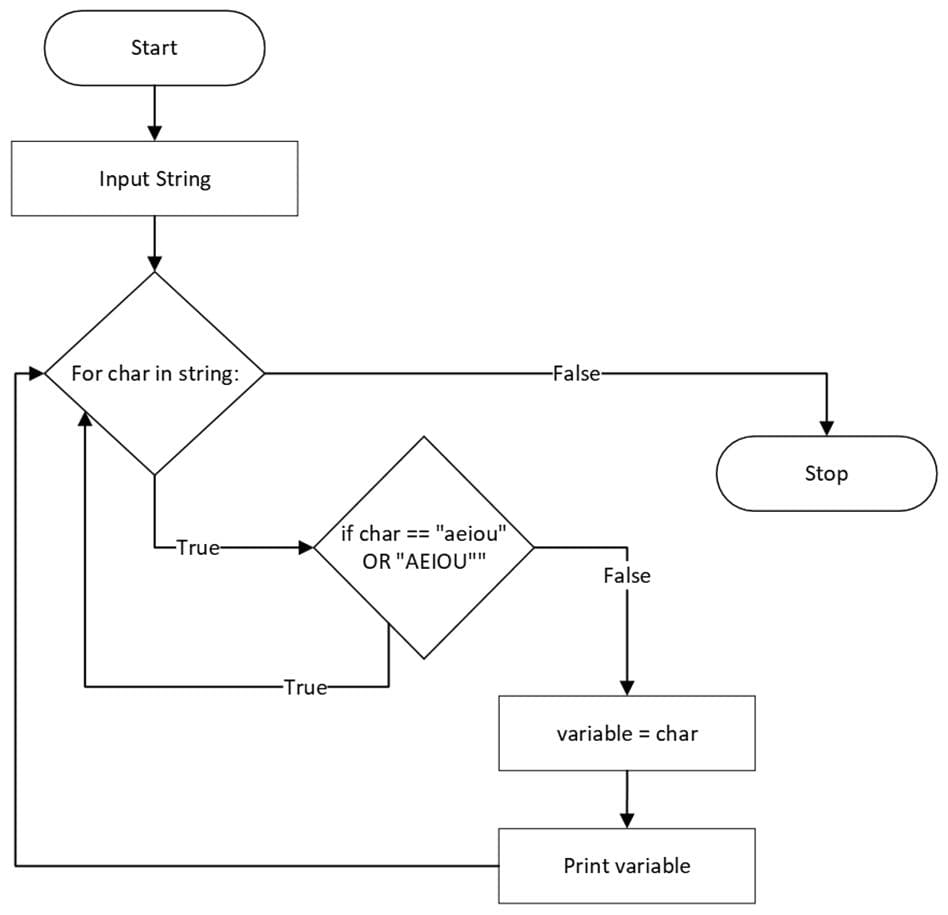 Start
Input String
For char in string:
False
Stop
if char == "aeiou"
OR "AEIOU""
True
False
True
variable = char
Print variable